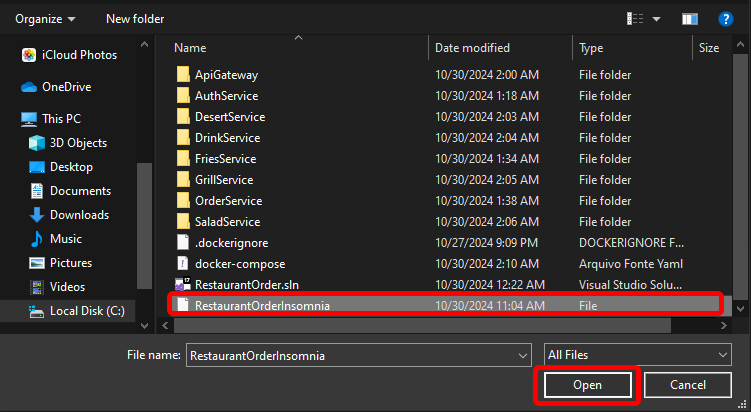 Organize New folder
iCloud Photos
OneDrive
This PC
3D Objects
Desktop
Documents
Downloads
Music
Pictures
Videos
Local Disk (C:)
Name Date modified Type Size
ApiGateway 10/30/2024 2:00 AM File folder
AuthService 10/30/2024 1:18 AM File folder
DesertService 10/30/2024 2:03 AM File folder
DrinkService 10/30/2024 2:04 AM File folder
FriesService 10/30/2024 1:34 AM File folder
GrillService 10/30/2024 2:05 AM File folder
OrderService 10/30/2024 1:38 AM File folder
SaladService 10/30/2024 2:06 AM File folder
.dockerignore 10/27/2024 9:09 PM DOCKERIGNORE F...
docker-compose 10/30/2024 2:10 AM Arquivo Fonte Yaml
RestaurantOrder.sln 10/30/2024 12:22 AM Visual Studio Solu...
RestaurantOrderInsomnia 10/30/2024 11:04 AM File
File name: RestaurantOrderInsomnia All Files
Open Cancel